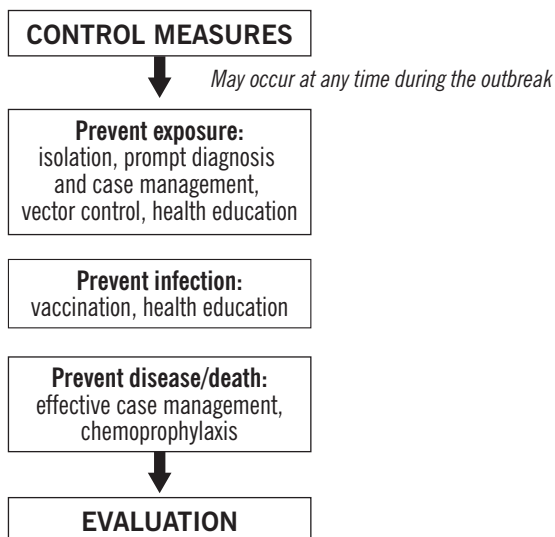 CONTROL MEASURES
May occur at any time during the outbreak
Prevent exposure:
isolation, prompt diagnosis
and case management,
vector control, health education
Prevent infection:
vaccination, health education
Prevent disease/death:
effective case management,
chemoprophylaxis
EVALUATION